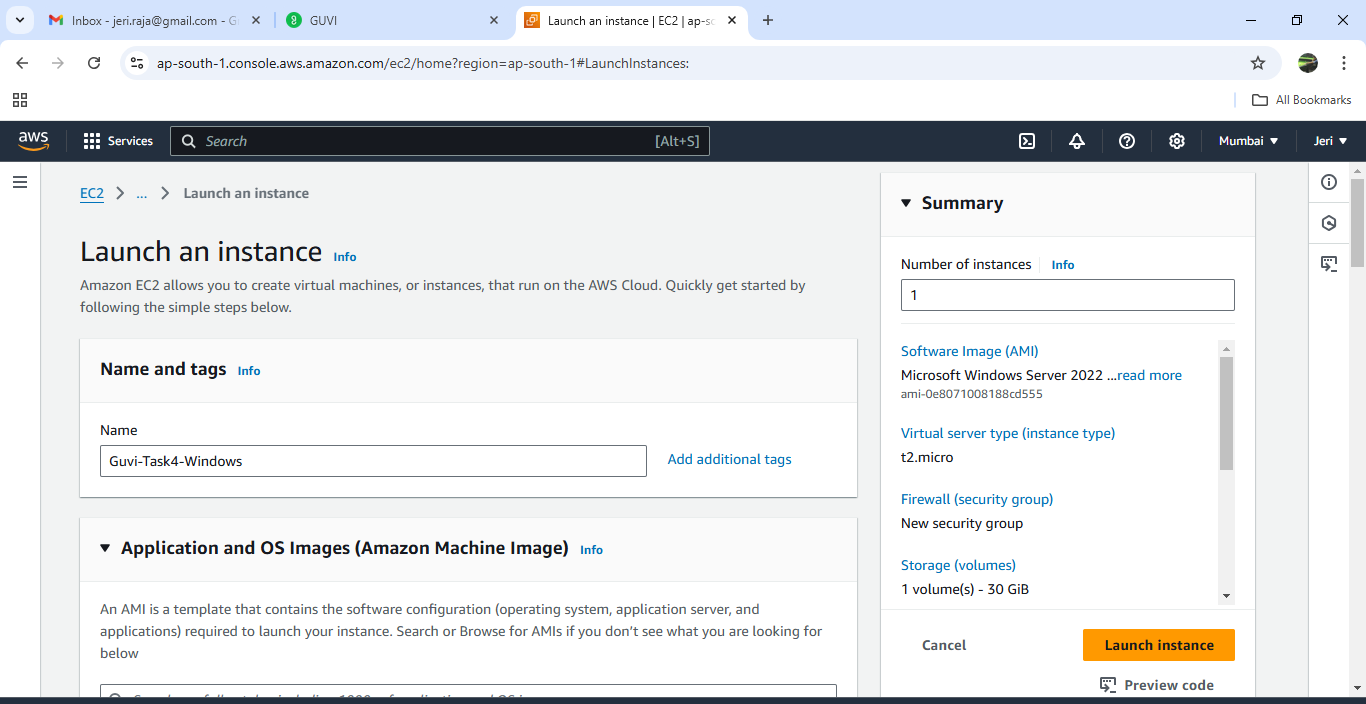 Inbox - jeri.raja@gmail.com - G
GUVI
Launch an instance | EC2 | ap-sc
ap-south-1.console.aws.amazon.com/ec2/home?region=ap-south-1#LaunchInstances:
All Bookmarks
aws
Services
Search
[Alt+S]
Mumbai
Jeri
EC2
...
Launch an instance
Launch an instance
Info
Amazon EC2 allows you to create virtual machines, or instances, that run on the AWS Cloud. Quickly get started by
following the simple steps below.
Name and tags
Info
Name
Guvi-Task4-Windows
Add additional tags
Application and OS Images (Amazon Machine Image)
Info
An AMI is a template that contains the software configuration (operating system, application server, and
applications) required to launch your instance. Search or Browse for AMIs if you don't see what you are looking for
below
Summary
Number of instances
Info
1
Software Image (AMI)
Microsoft Windows Server 2022 ...read more
ami-0e8071008188cd555
Virtual server type (instance type)
t2.micro
Firewall (security group)
New security group
Storage (volumes)
1 volume(s) - 30 GiB
Cancel
Launch instance
Preview code